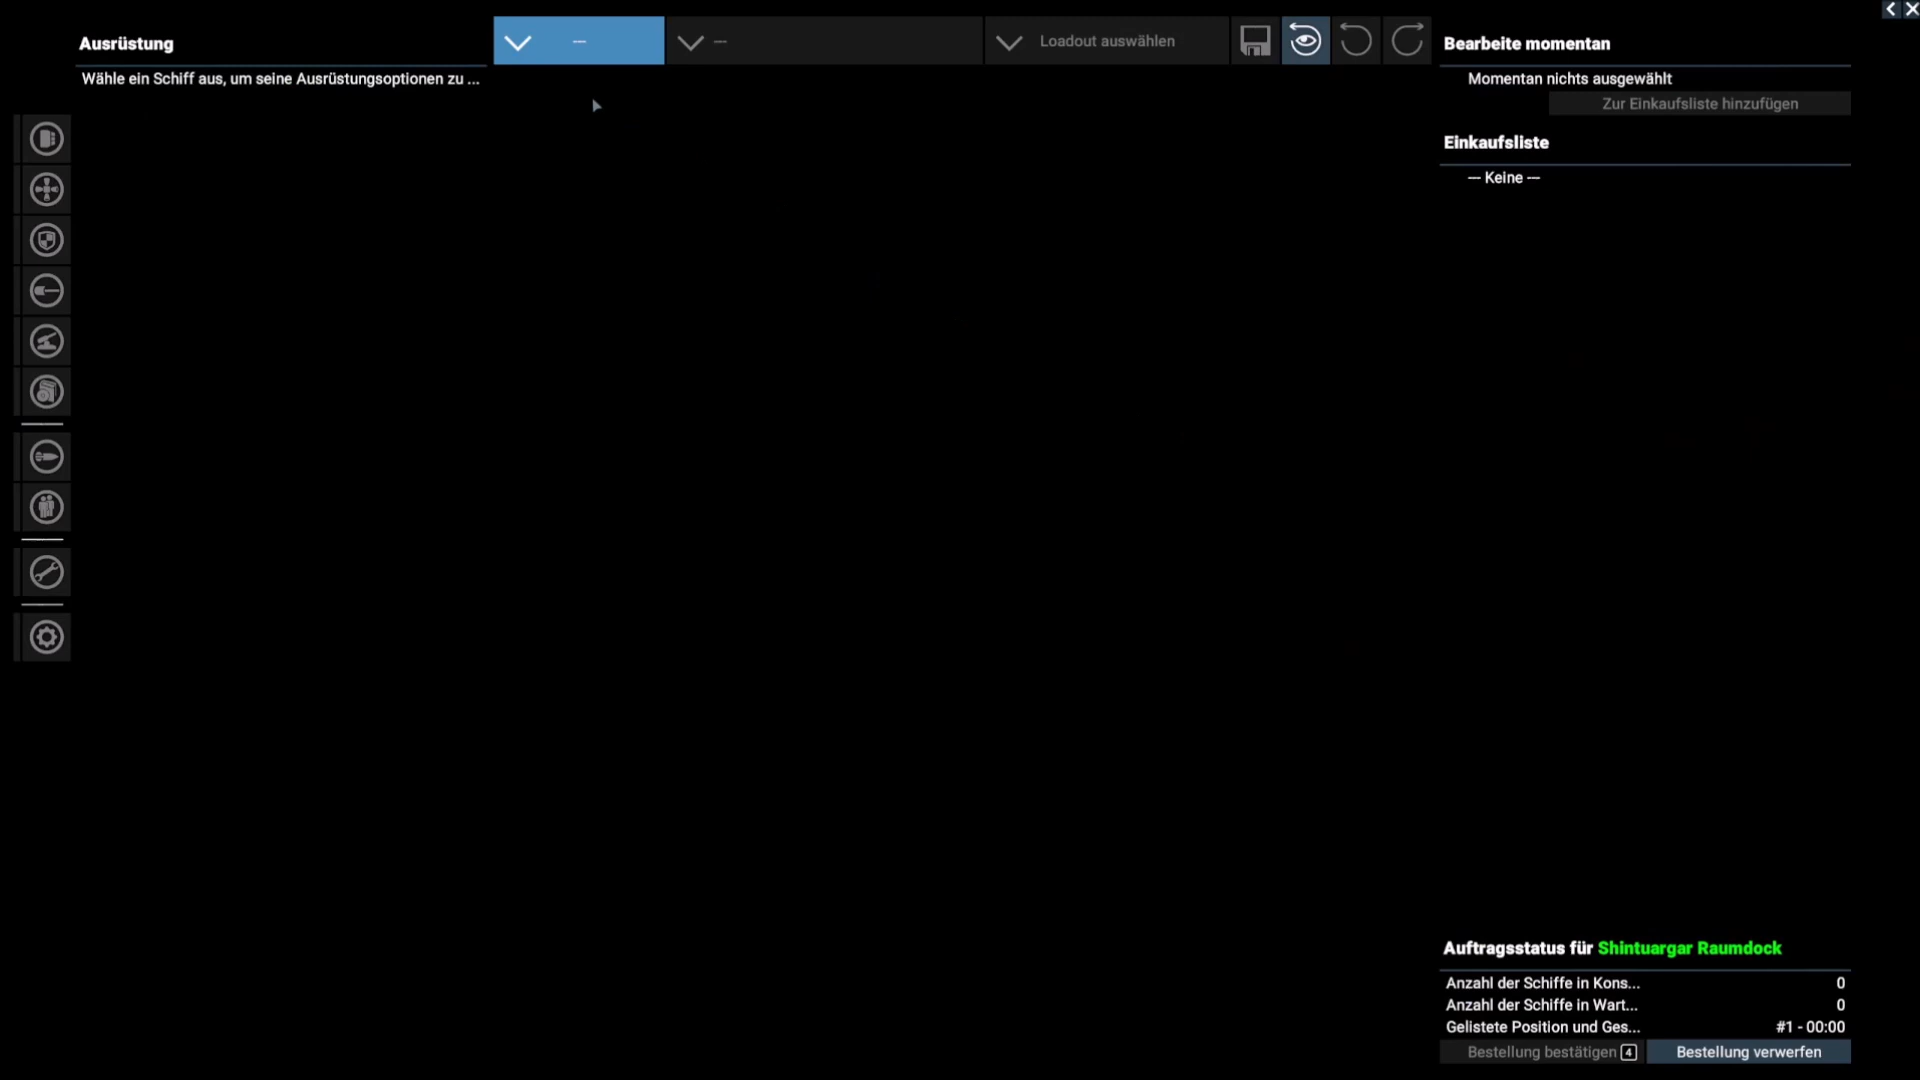 Ausrüstung
Wähle ein Schiff aus, um seine Ausrüstungsoptionen zu ...
---
---
Loadout auswählen
Bearbeite momentan
Momentan nichts ausgewählt
Zur Einkaufsliste hinzufügen
Einkaufsliste
--- Keine ---
Auftragsstatus für Shintuargar Raumdock
Anzahl der Schiffe in Kons... 0
Anzahl der Schiffe in Wart... 0
Gelistete Position und Ges... #1 - 00:00
Bestellung bestätigen 4
Bestellung verwerfen